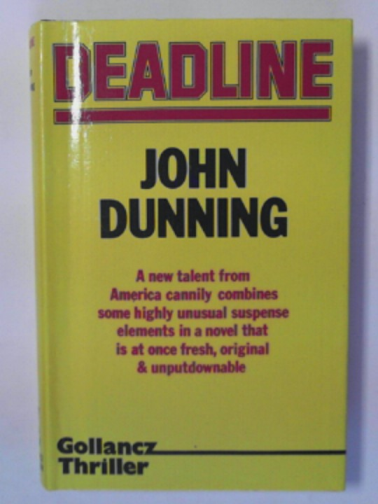 DEADLINE
JOHN
DUNNING
A new talent from
America cannily combines
some highly unusual suspense
elements in a novel that
is at once fresh, original
& unputdownable
Gollancz
Thriller